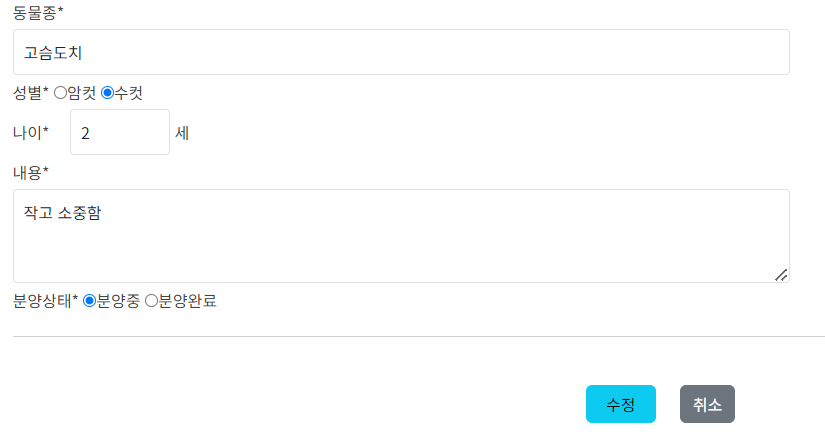 동물종*
고슴도치
성별* 암컷 수컷
나이* 2 세
내용*
작고 소중함
분양상태* 분양중 분양완료
수정 취소